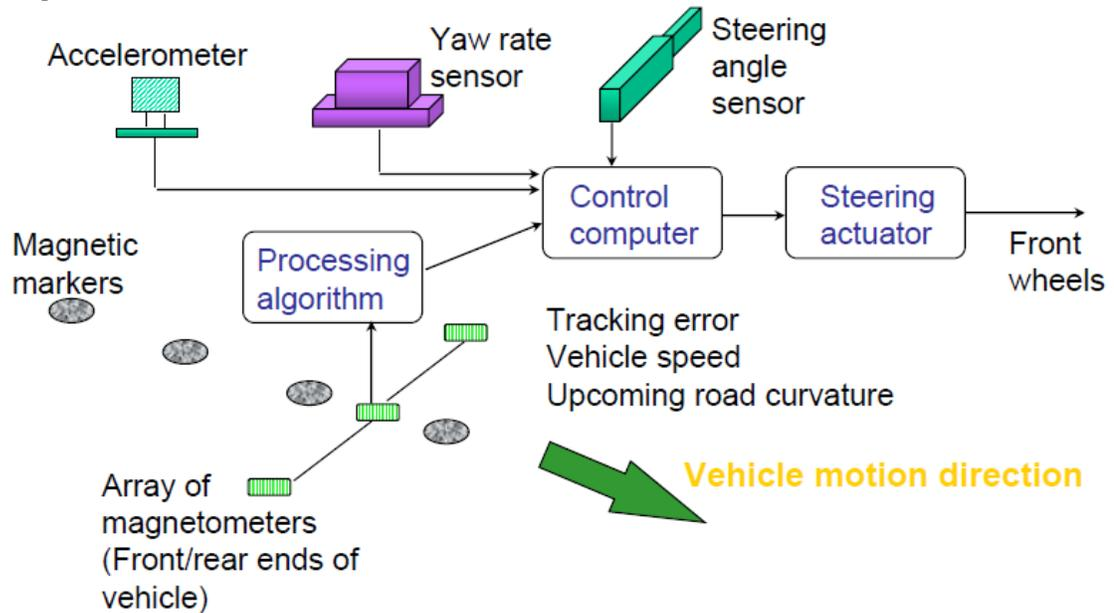 Accelerometer
Yaw rate
sensor
Steering
angle
sensor
Control
computer
Steering
actuator
Front
wheels
Magnetic
markers
Processing
algorithm
Tracking error
Vehicle speed
Upcoming road curvature
Vehicle motion direction
Array of
magnetometers
(Front/rear ends of
vehicle)